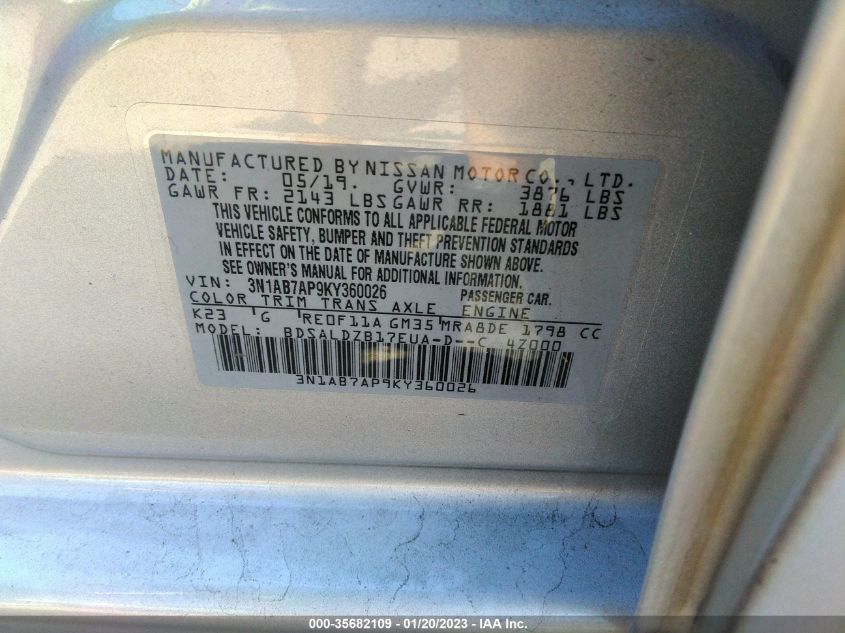 MANUFACTURED BY NISSAN MOTOR CO., LTD.
DATE: 05/19. GVWR: 3876 LBS
GAWR FR: 2143 LBS GAWR RR: 1881 LBS
THIS VEHICLE CONFORMS TO ALL APPLICABLE FEDERAL MOTOR
VEHICLE SAFETY, BUMPER AND THEFT PREVENTION STANDARDS
IN EFFECT ON THE DATE OF MANUFACTURE SHOWN ABOVE.
SEE OWNER'S MANUAL FOR ADDITIONAL INFORMATION.
VIN: 3N1AB7AP9KY360026 PASSENGER CAR.
COLOR TRIM TRANS AXLE ENGINE
K23 G RE0F11A GM35 MRA8DE 1798 CC
MODEL: BDSALDZB17EUA-D--C 4Z000
3N1AB7AP9KY360026
000-35682109 - 01/20/2023 - IAA Inc.